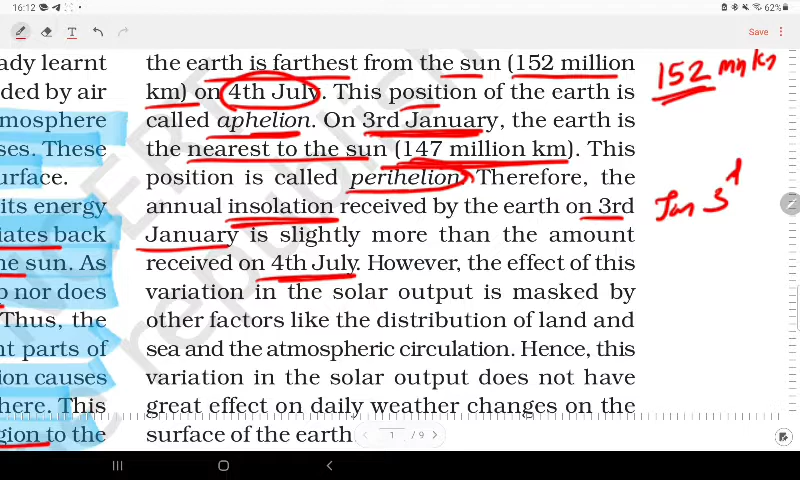 16:12
62%
Save
ady learnt
ded by air
mosphere
ses. These
urface.
its energy
iates back
he sun. As
nor does
Thus, the
nt parts of
ion causes
here. This
gion to the
the earth is farthest from the sun (152 million
km) on 4th July. This position of the earth is
called aphelion. On 3rd January, the earth is
the nearest to the sun (147 million km). This
position is called perihelion. Therefore, the
annual insolation received by the earth on 3rd
January is slightly more than the amount
received on 4th July. However, the effect of this
variation in the solar output is masked by
other factors like the distribution of land and
sea and the atmospheric circulation. Hence, this
variation in the solar output does not have
great effect on daily weather changes on the
surface of the earth
152
Jan 3rd
1 / 9